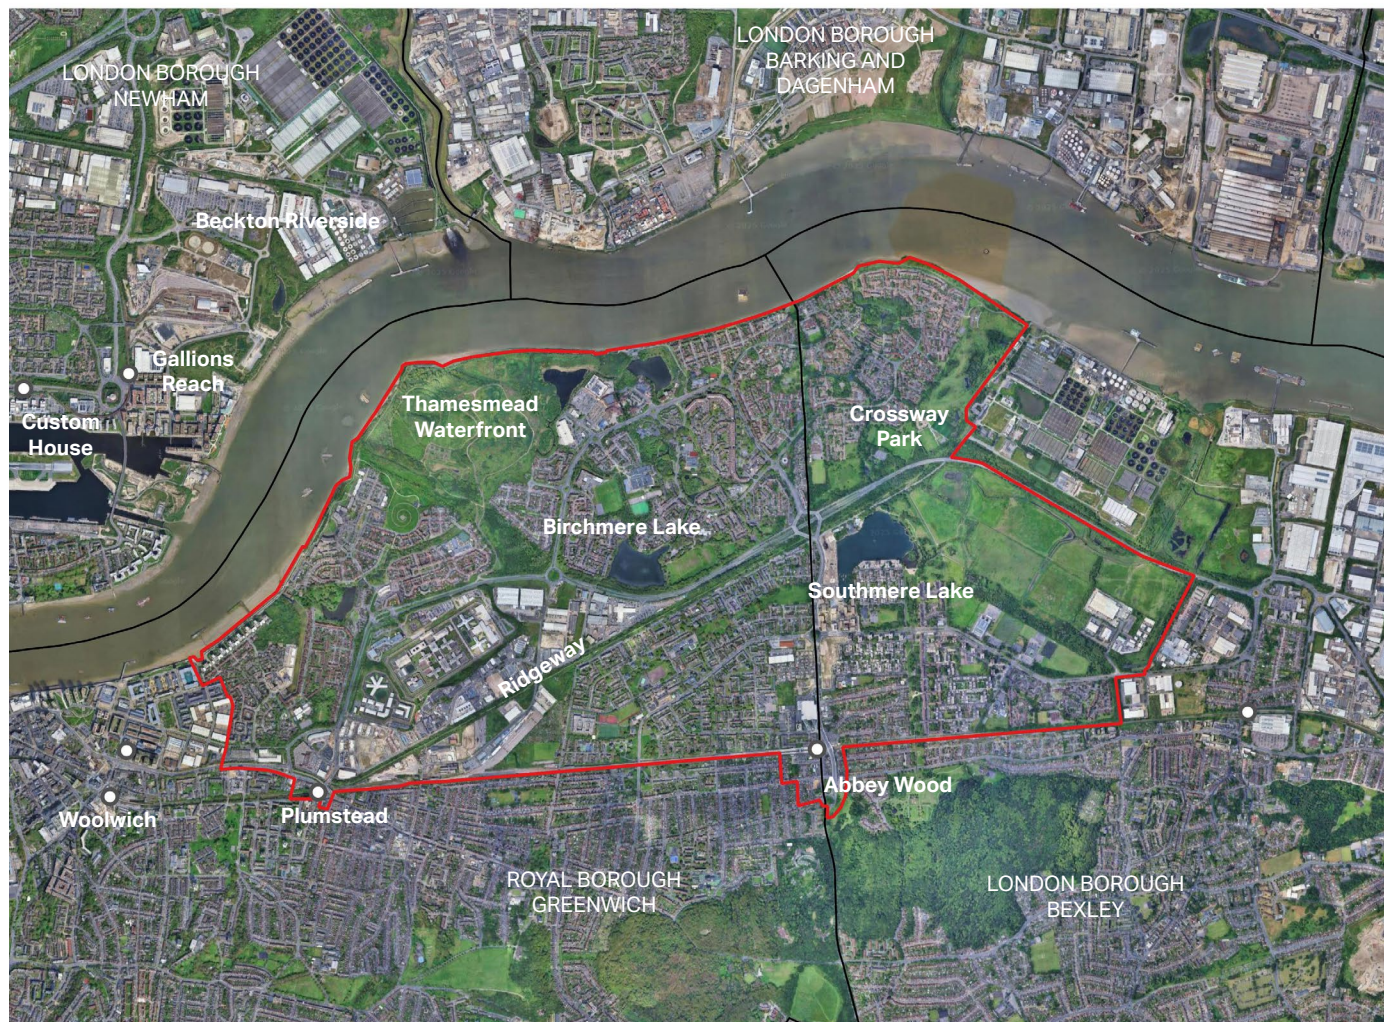 LONDON BOROUGH
NEWHAM
LONDON BOROUGH
BARKING AND
DAGENHAM
Beckton Riverside
Gallions
Reach
Custom
House
Thamesmead
Waterfront
Crossway
Park
Birchmere Lake
Southmere Lake
Ridgeway
Abbey Wood
Plumstead
Woolwich
ROYAL BOROUGH
GREENWICH
LONDON BOROUGH
BEXLEY